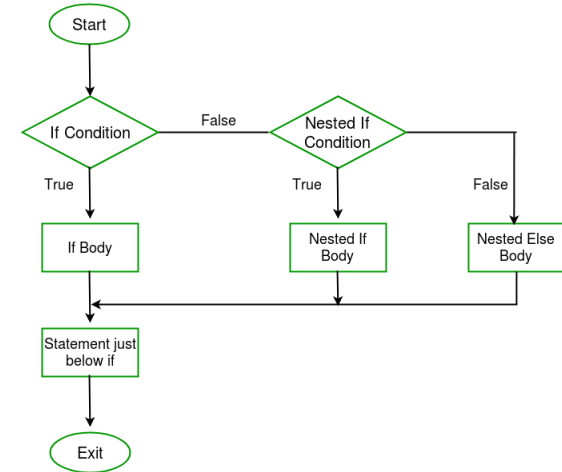 Start
If Condition
False
Nested If
Condition
True
True
False
If Body
Nested If
Body
Nested Else
Body
Statement just
below if
Exit